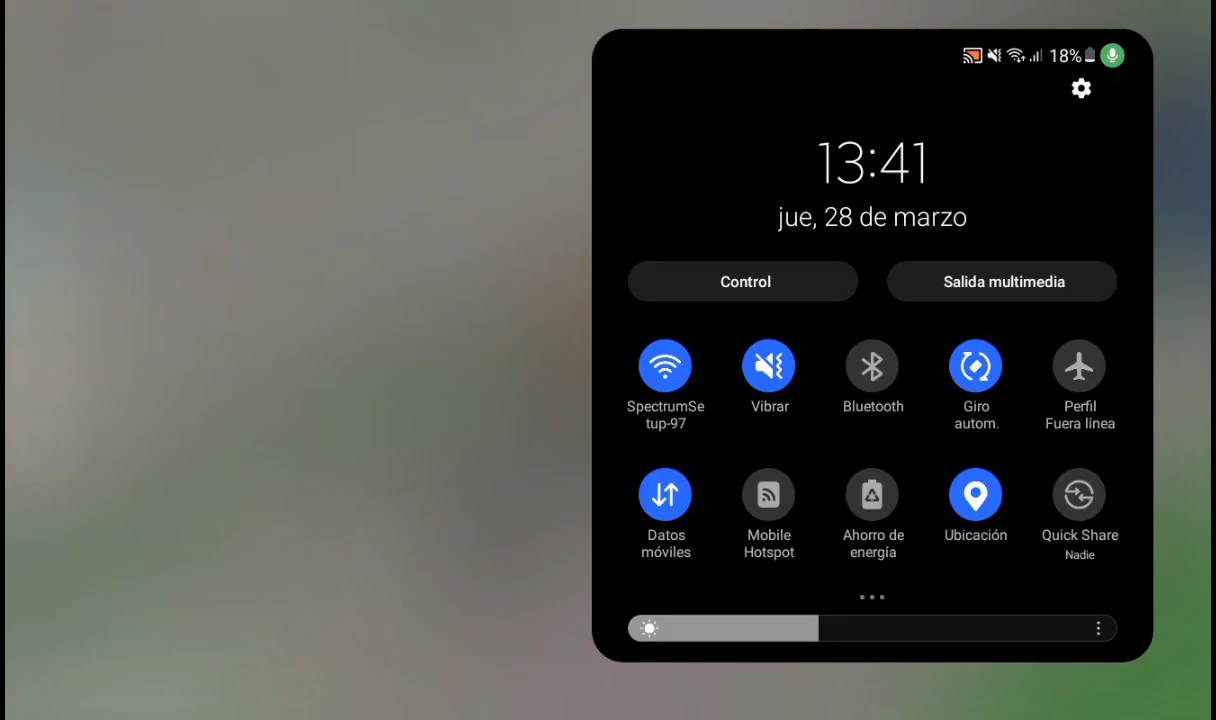 18%
13:41
jue, 28 de marzo
Control
Salida multimedia
SpectrumSe
tup-97
Vibrar
Bluetooth
Giro
autom.
Perfil
Fuera línea
Datos
móviles
Mobile
Hotspot
Ahorro de
energía
Ubicación
Quick Share
Nadie